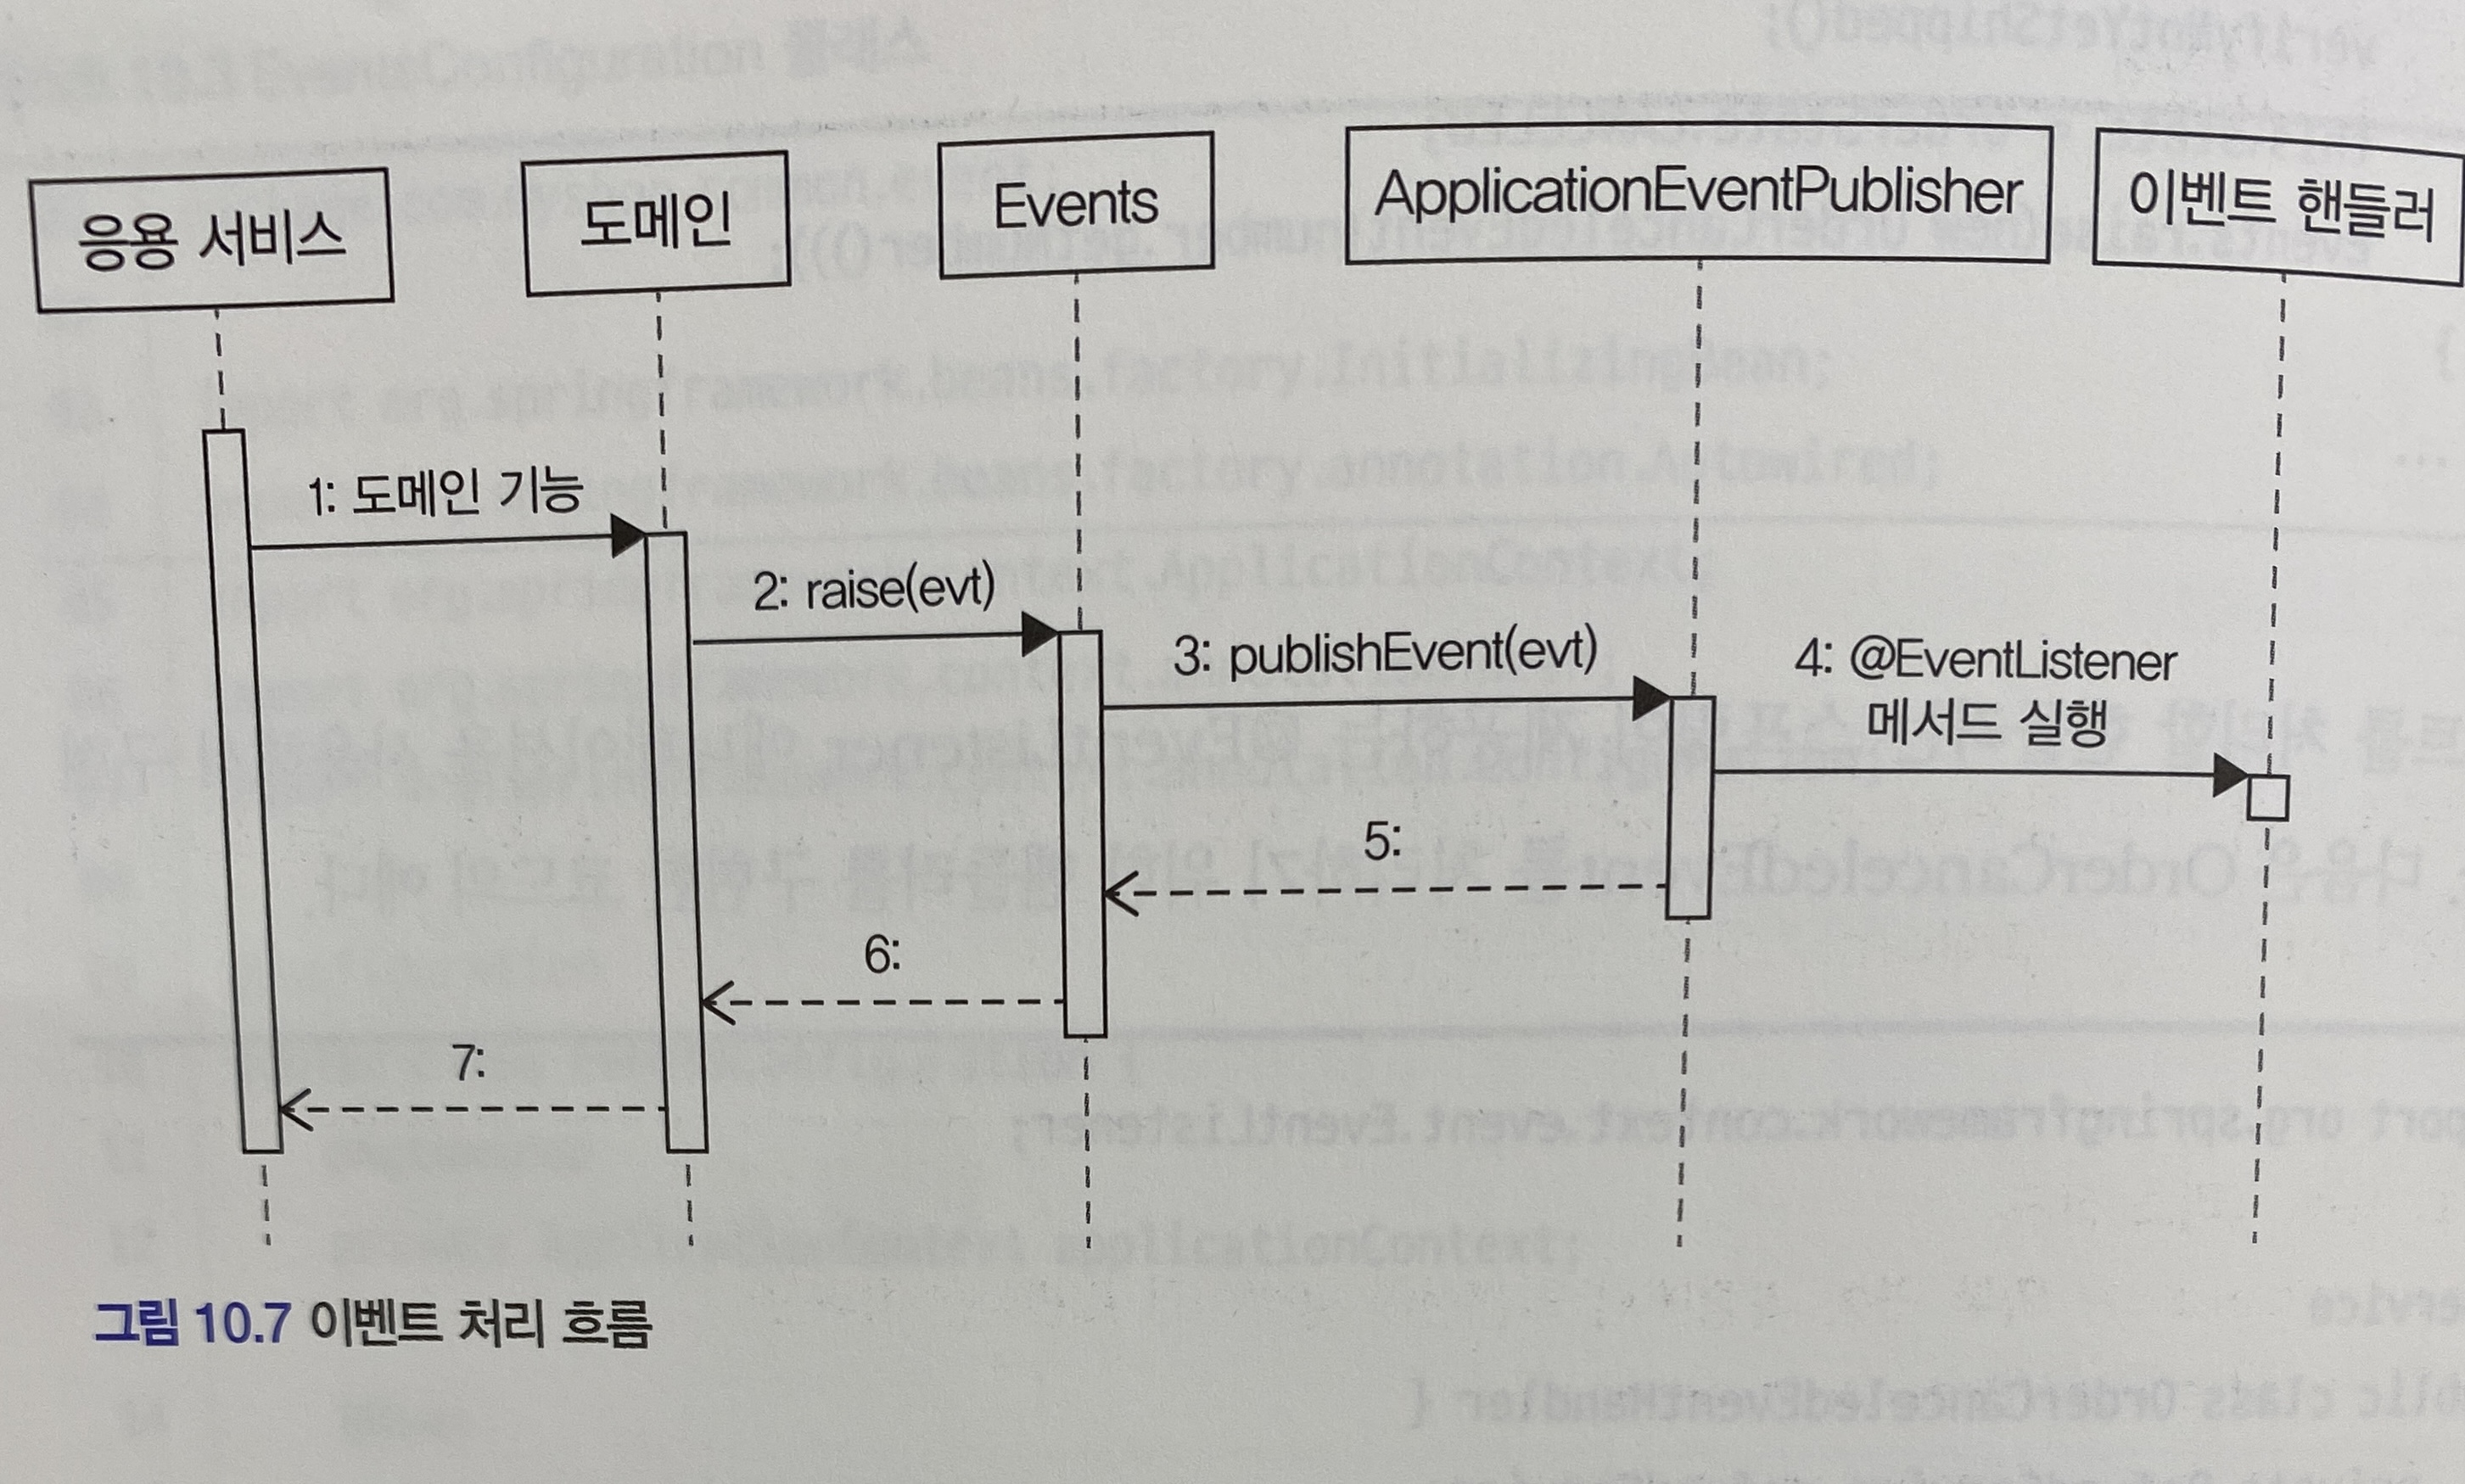 응용 서비스
도메인
Events
ApplicationEventPublisher
이벤트 핸들러
1: 도메인 기능
2: raise(evt)
3: publishEvent(evt)
4: @EventListener
메서드 실행
5:
6:
7:
그림 10.7 이벤트 처리 흐름